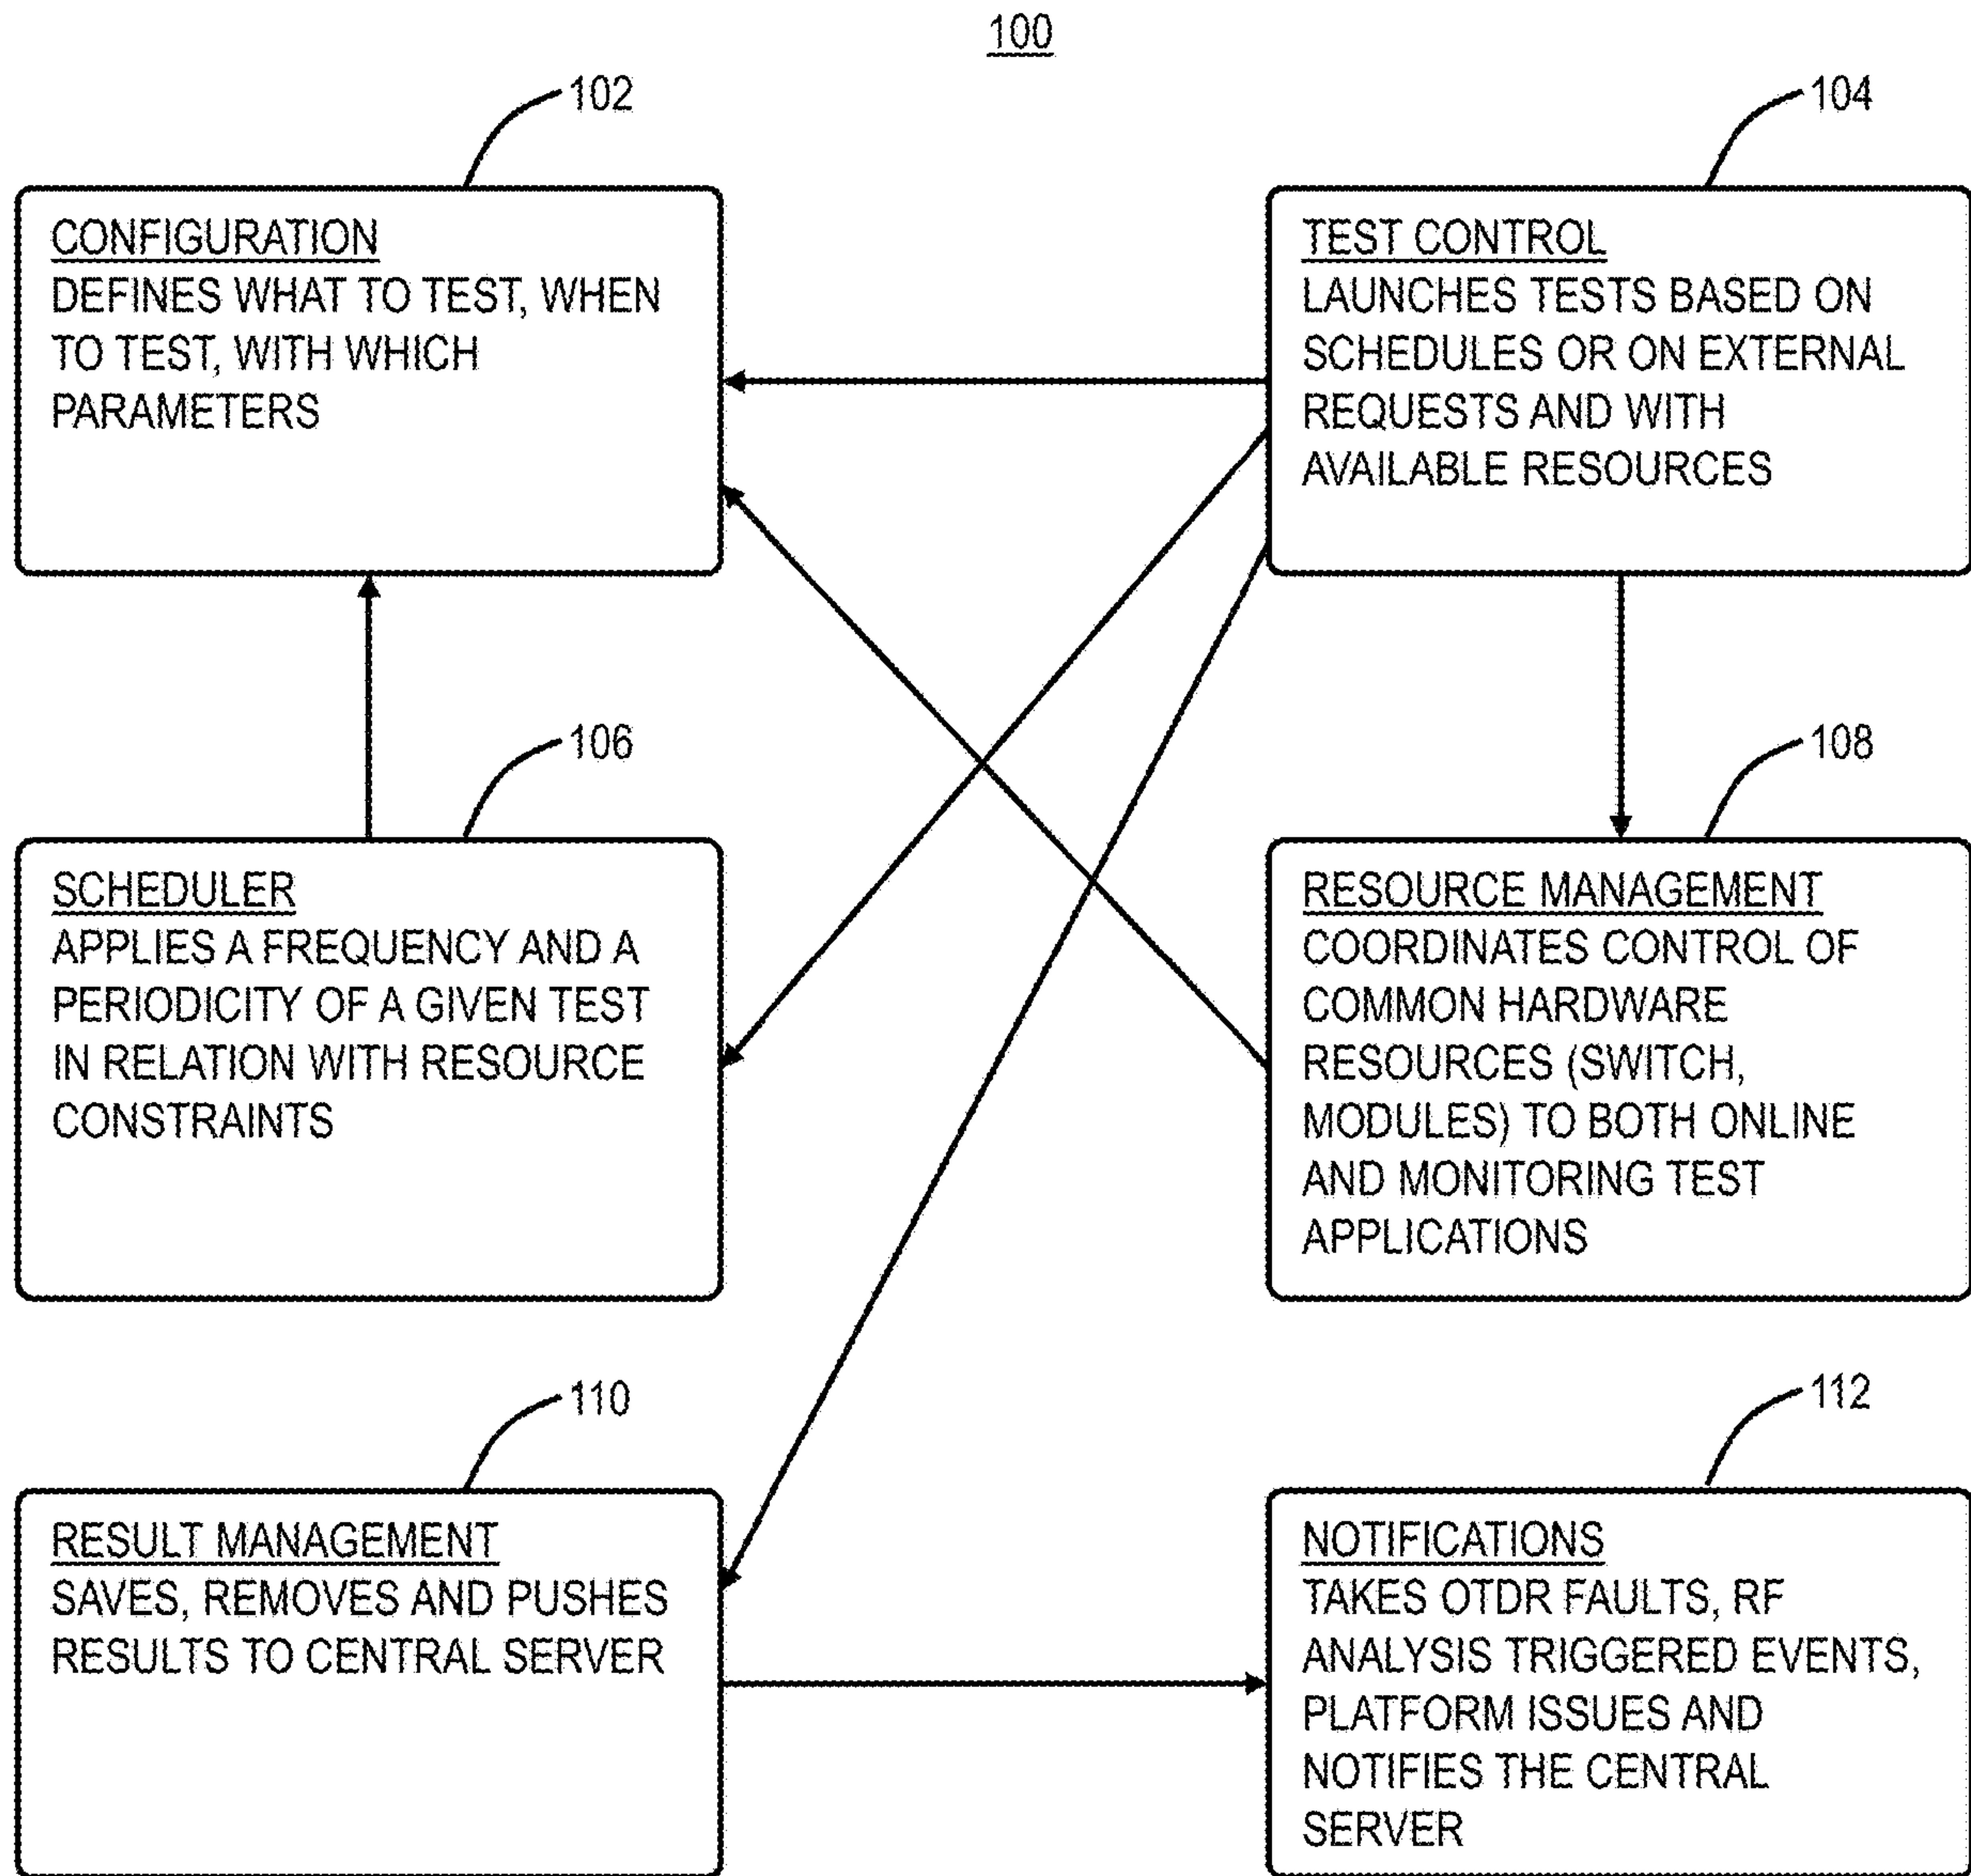 100
102
CONFIGURATION
DEFINES WHAT TO TEST, WHEN
TO TEST, WITH WHICH
PARAMETERS
104
TEST CONTROL
LAUNCHES TESTS BASED ON
SCHEDULES OR ON EXTERNAL
REQUESTS AND WITH
AVAILABLE RESOURCES
106
SCHEDULER
APPLIES A FREQUENCY AND A
PERIODICITY OF A GIVEN TEST
IN RELATION WITH RESOURCE
CONSTRAINTS
108
RESOURCE MANAGEMENT
COORDINATES CONTROL OF
COMMON HARDWARE
RESOURCES (SWITCH,
MODULES) TO BOTH ONLINE
AND MONITORING TEST
APPLICATIONS
110
RESULT MANAGEMENT
SAVES, REMOVES AND PUSHES
RESULTS TO CENTRAL SERVER
112
NOTIFICATIONS
TAKES OTDR FAULTS, RF
ANALYSIS TRIGGERED EVENTS,
PLATFORM ISSUES AND
NOTIFIES THE CENTRAL
SERVER